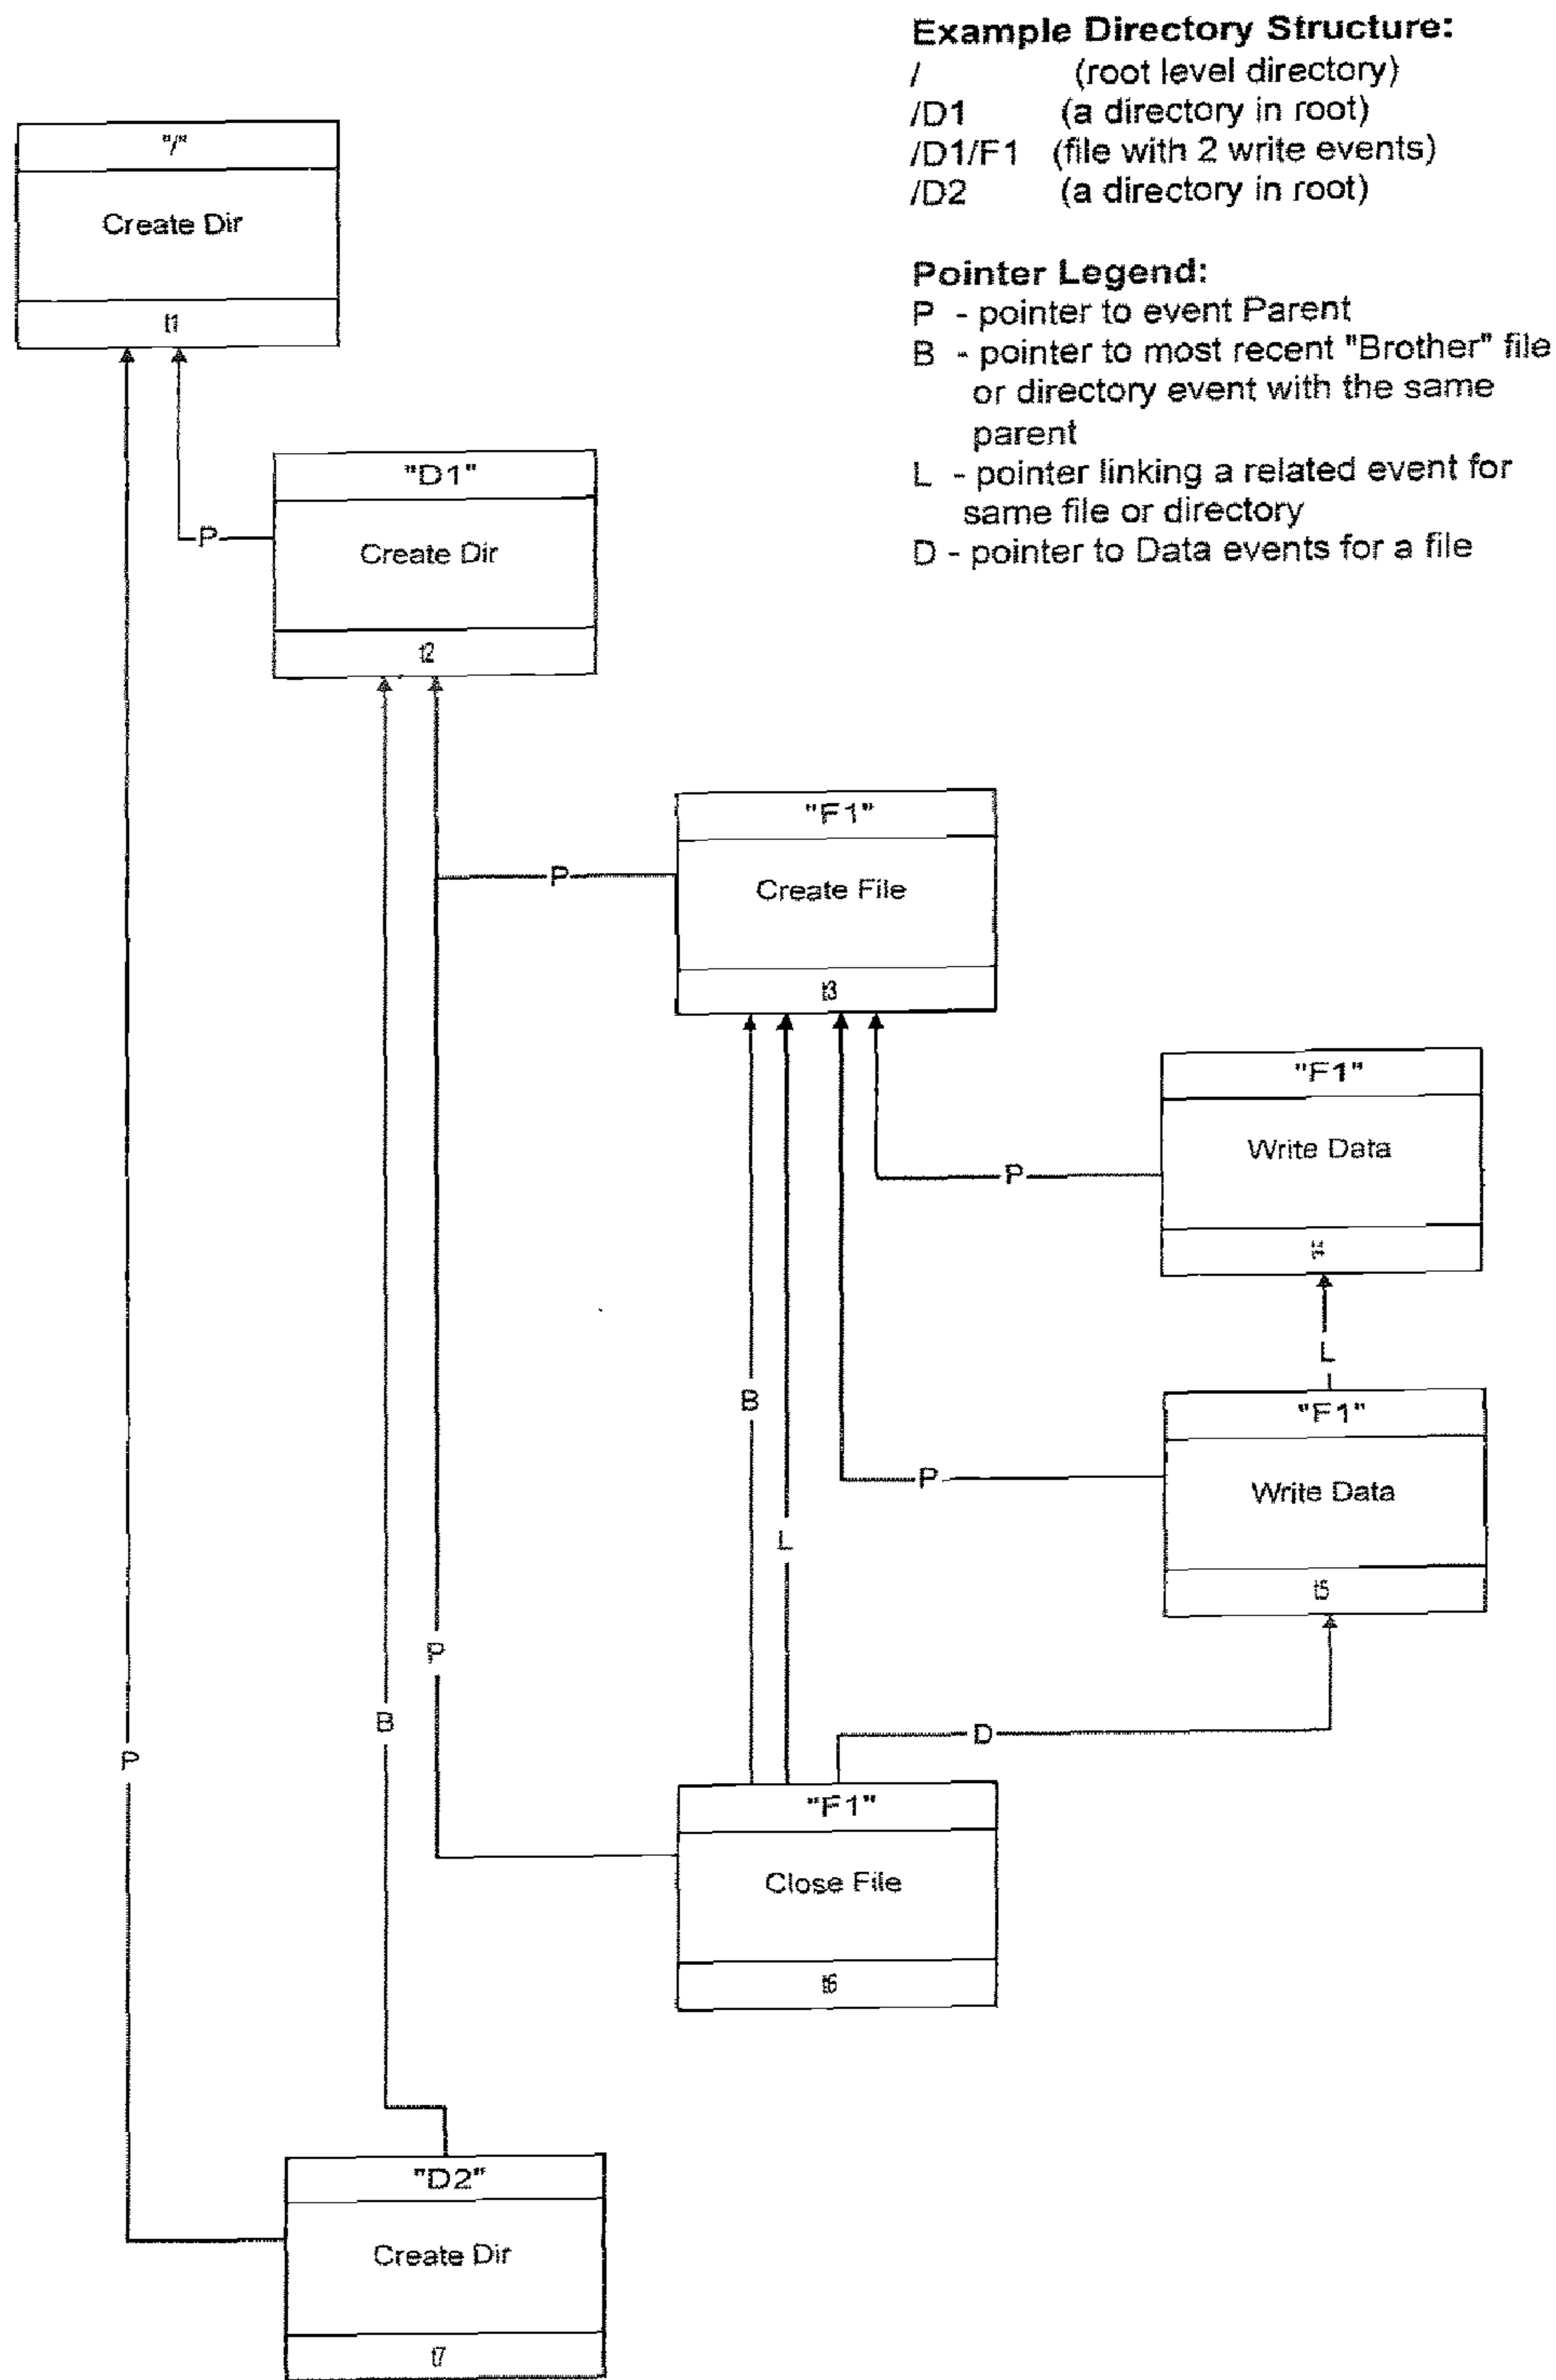 Example Directory Structure:
/ (root level directory)
/D1 (a directory in root)
/D1/F1 (file with 2 write events)
/D2 (a directory in root)
Pointer Legend:
P - pointer to event Parent
B - pointer to most recent "Brother" file
or directory event with the same
parent
L - pointer linking a related event for
same file or directory
D - pointer to Data events for a file
"/"
Create Dir
t1
P
"D1"
Create Dir
t2
"F1"
Create File
t3
P
"F1"
Write Data
t4
P
L
"F1"
Write Data
t5
P
B
L
P
D
"F1"
Close File
t6
B
P
"D2"
Create Dir
t7